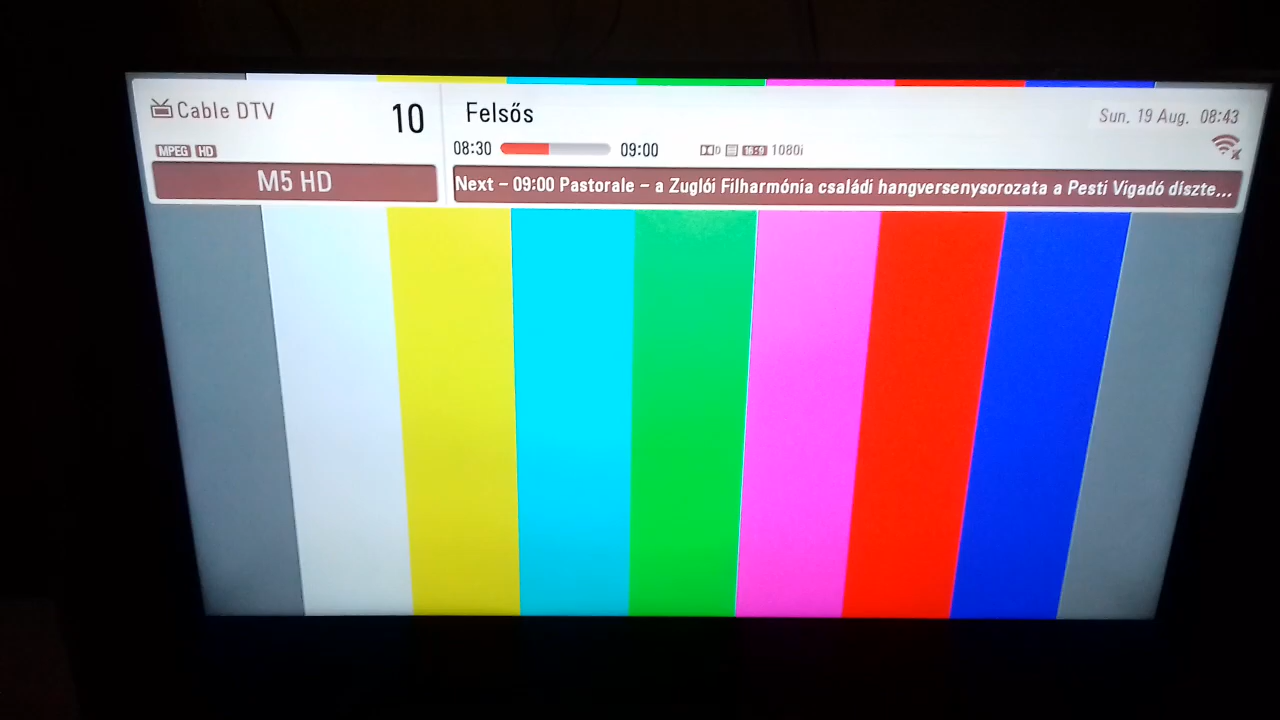 Cable DTV
10
MPEG HD
M5 HD
Felsős
Sun. 19 Aug. 08:43
08:30 09:00 D 16:9 1080i
Next – 09:00 Pastorale – a Zuglói Filharmónia családi hangversenysorozata a Pesti Vigadó díszte...